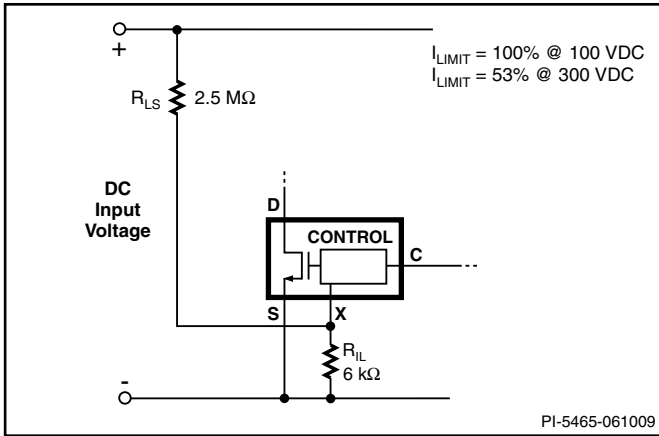 +
I_LIMIT = 100% @ 100 VDC
I_LIMIT = 53% @ 300 VDC
R_LS 2.5 MΩ
DC
Input
Voltage
D
CONTROL
C
S
X
R_IL
6 kΩ
-
PI-5465-061009